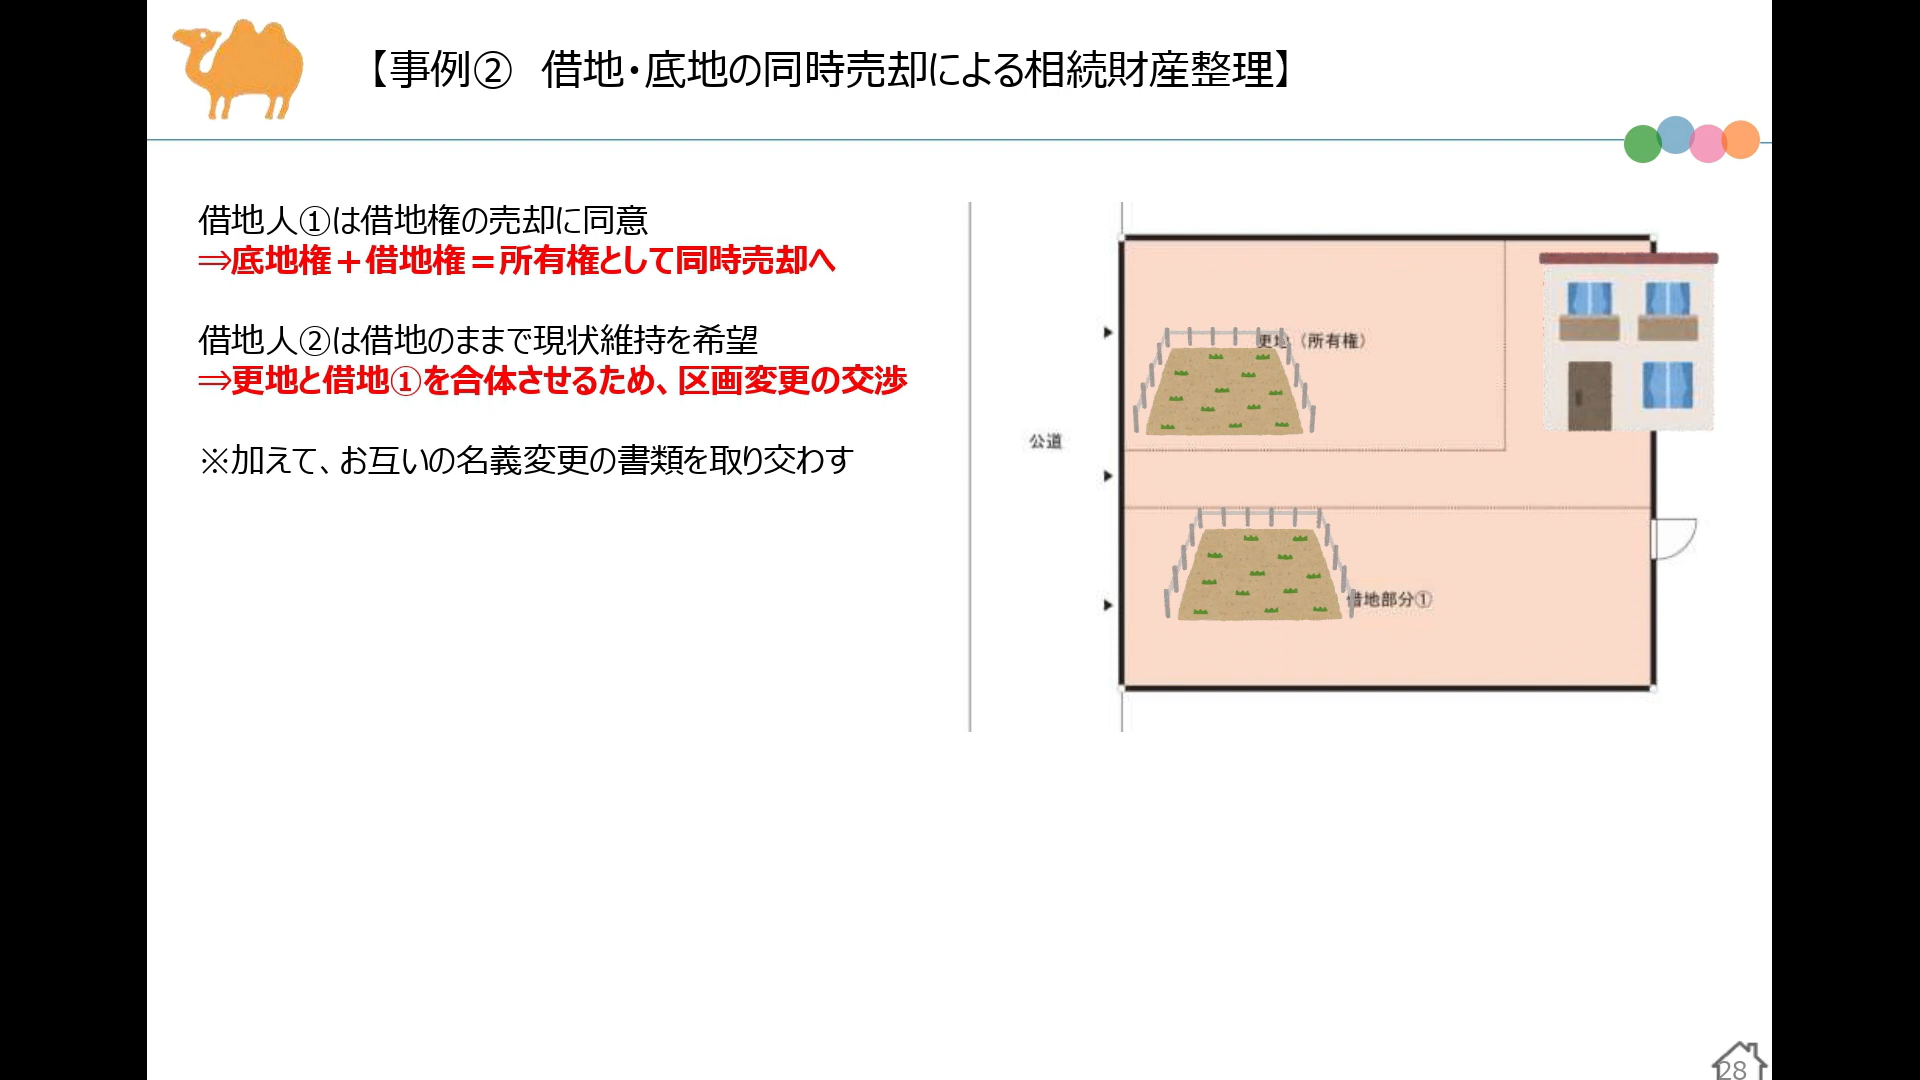 【事例②　借地・底地の同時売却による相続財産整理】
借地人①は借地権の売却に同意
⇒底地権＋借地権＝所有権として同時売却へ
借地人②は借地のままで現状維持を希望
⇒更地と借地①を合体させるため、区画変更の交渉
※加えて、お互いの名義変更の書類を取り交わす
更地（所有権）
公道
借地部分①
28